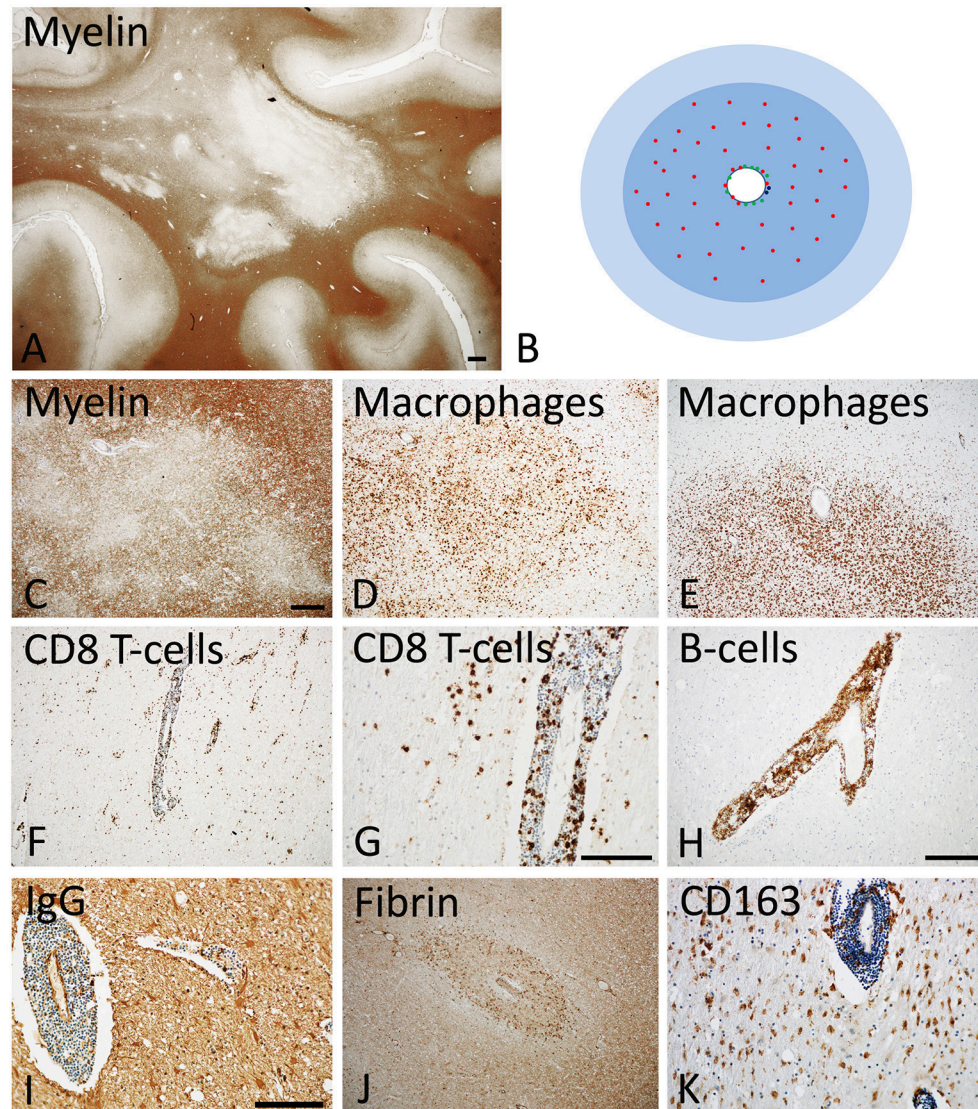 Myelin
A
B
Myelin
Macrophages
Macrophages
C
D
E
CD8 T-cells
CD8 T-cells
B-cells
F
G
H
IgG
Fibrin
CD163
I
J
K